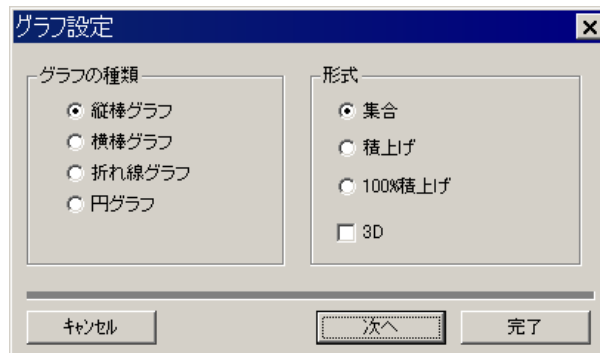 グラフ設定
グラフの種類
縦棒グラフ
横棒グラフ
折れ線グラフ
円グラフ
形式
集合
積上げ
100%積上げ
3D
ｷｬﾝｾﾙ
次へ
完了